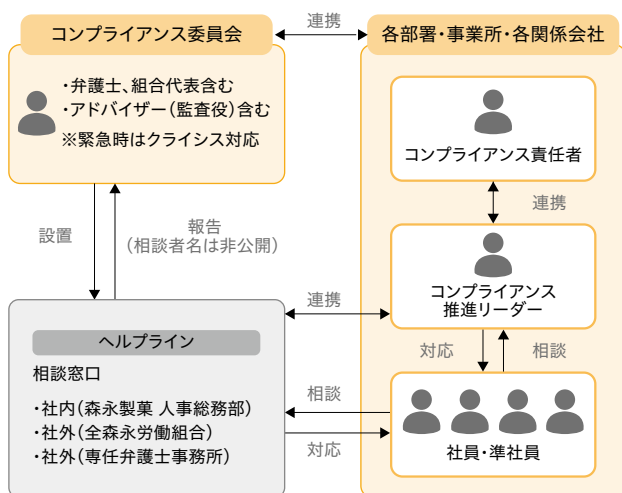 コンプライアンス委員会
・弁護士、組合代表含む
・アドバイザー（監査役）含む
※緊急時はクライシス対応
連携
各部署・事業所・各関係会社
コンプライアンス責任者
連携
コンプライアンス
推進リーダー
対応
相談
社員・準社員
設置
報告
（相談者名は非公開）
連携
ヘルプライン
相談窓口
・社内（森永製菓 人事総務部）
・社外（全森永労働組合）
・社外（専任弁護士事務所）
相談
対応